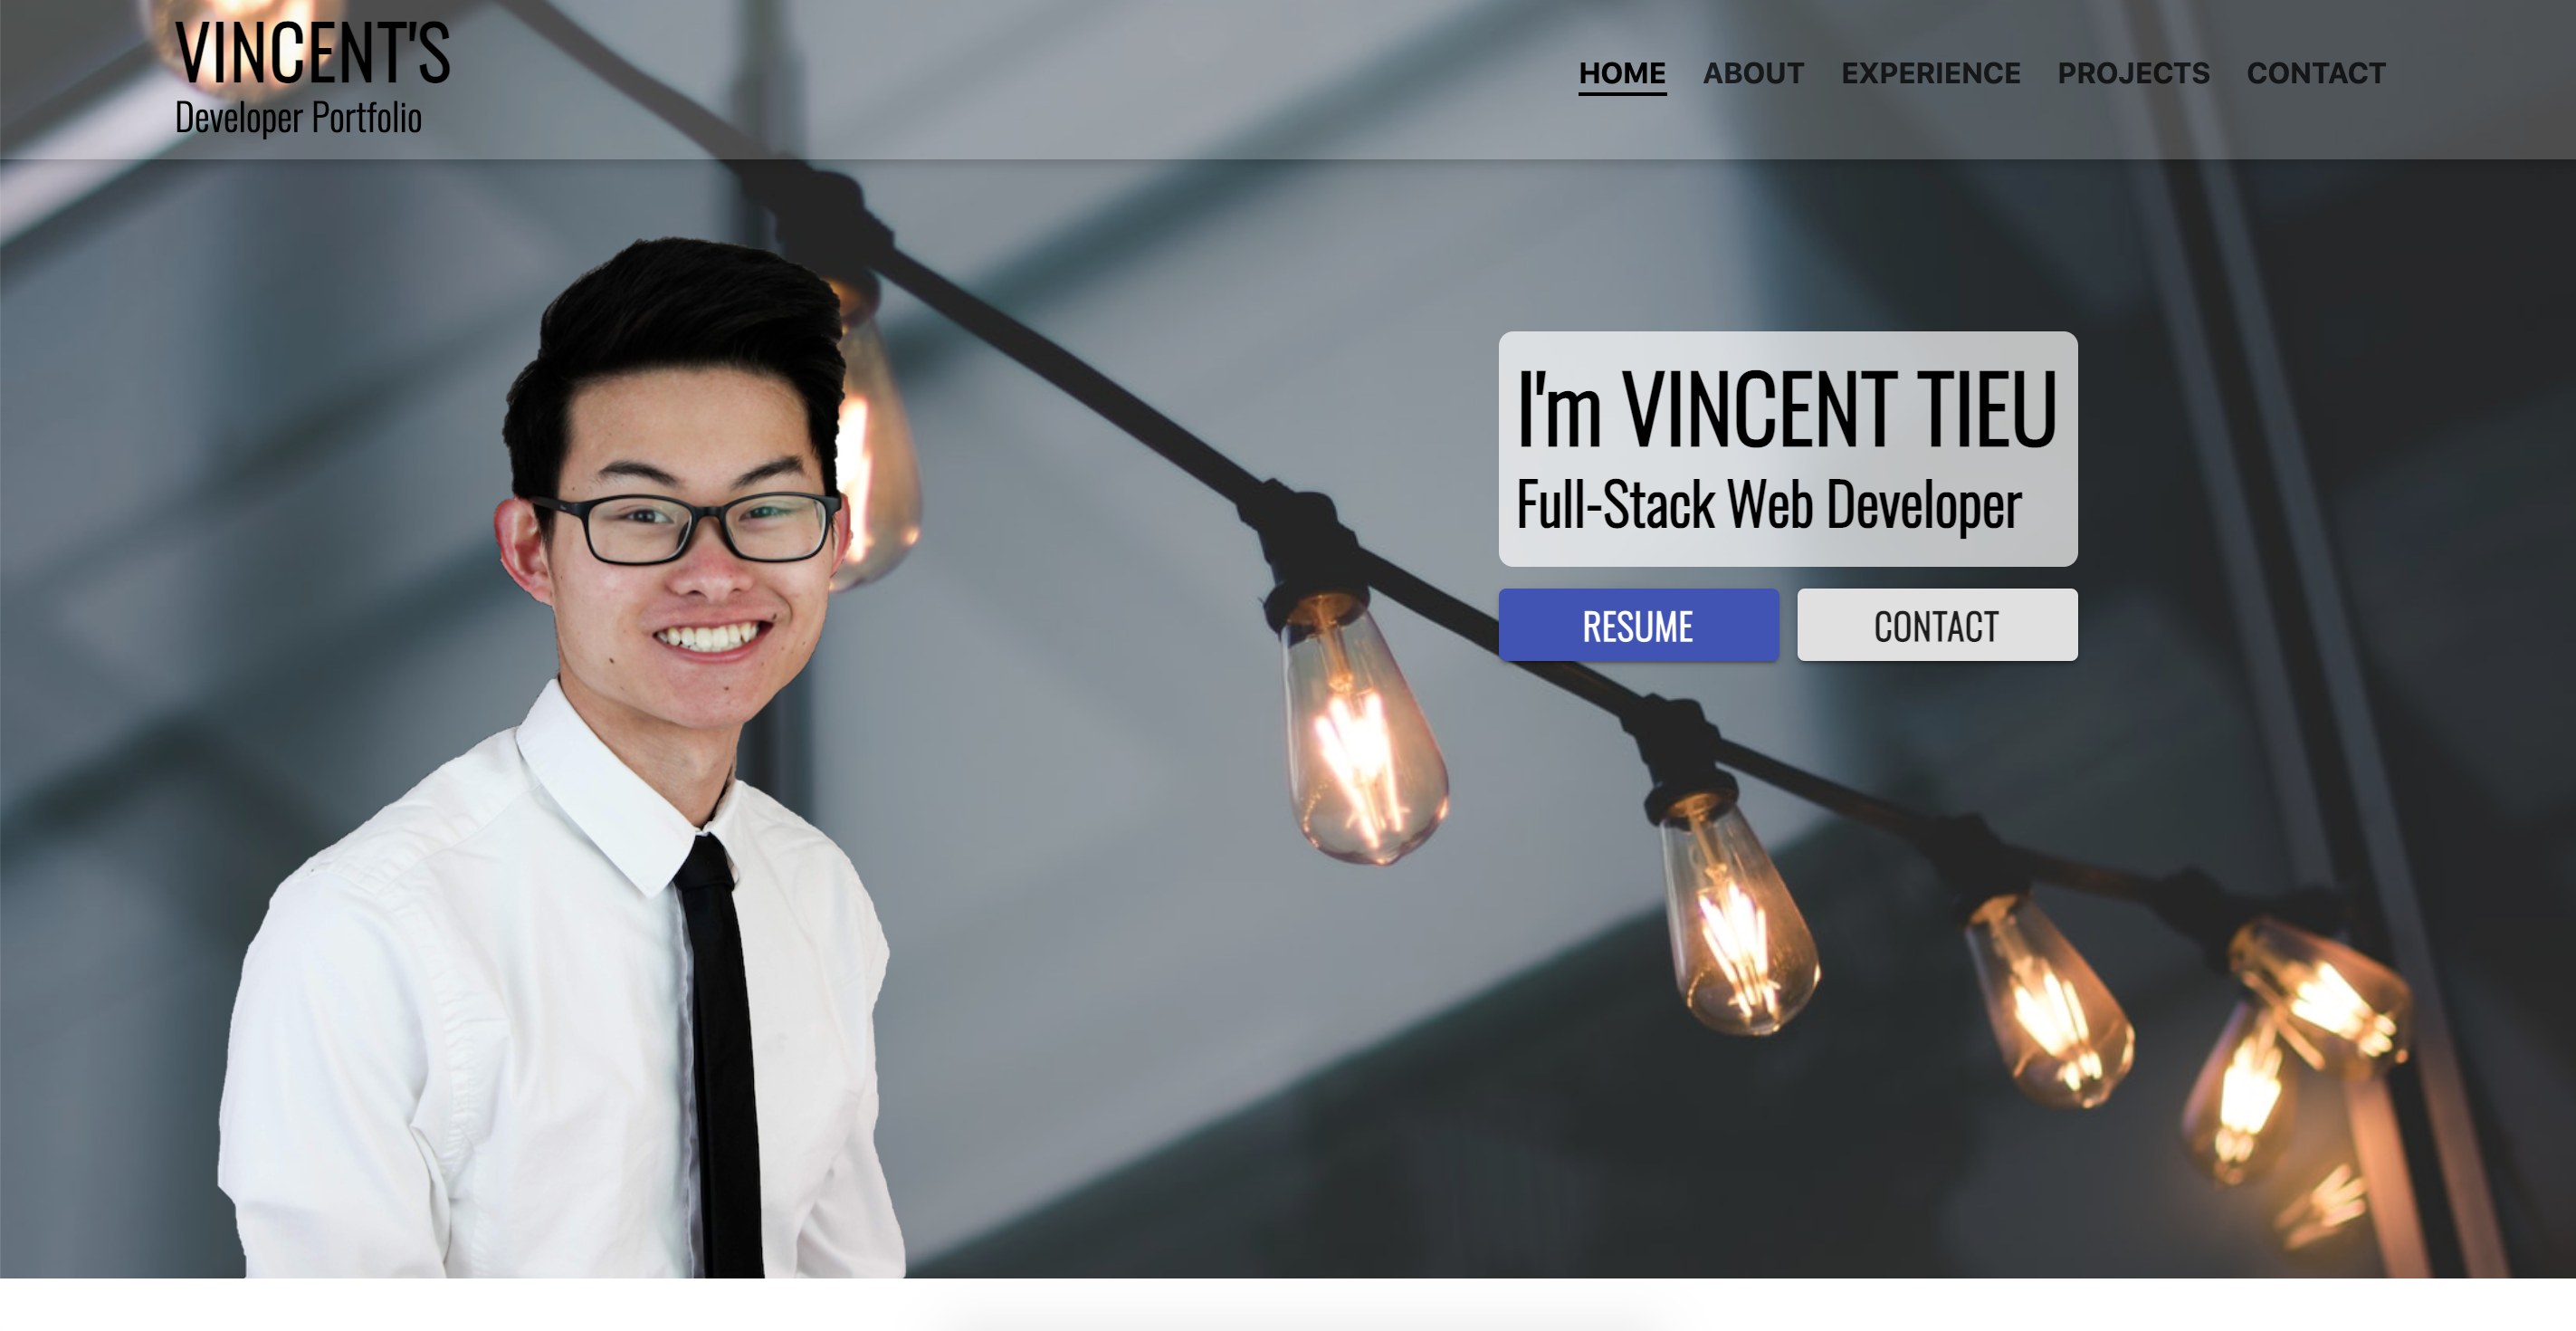 VINCENT'S
Developer Portfolio
HOME ABOUT EXPERIENCE PROJECTS CONTACT
I'm VINCENT TIEU
Full-Stack Web Developer
RESUME CONTACT